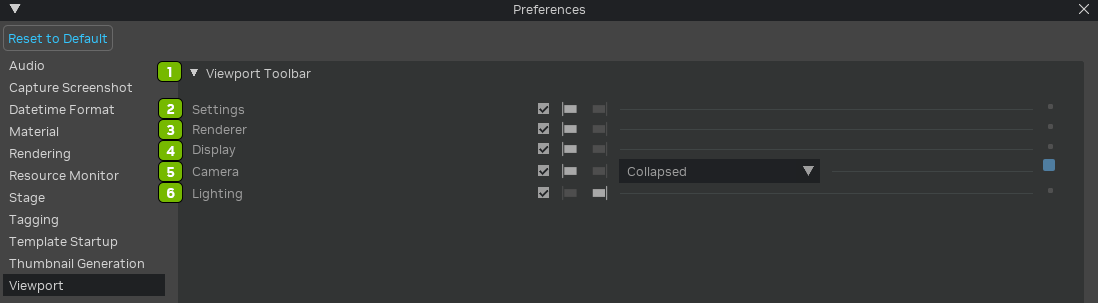 Preferences
Reset to Default
Audio
Capture Screenshot
Datetime Format
Material
Rendering
Resource Monitor
Stage
Tagging
Template Startup
Thumbnail Generation
Viewport
1 Viewport Toolbar
2 Settings
3 Renderer
4 Display
5 Camera Collapsed
6 Lighting